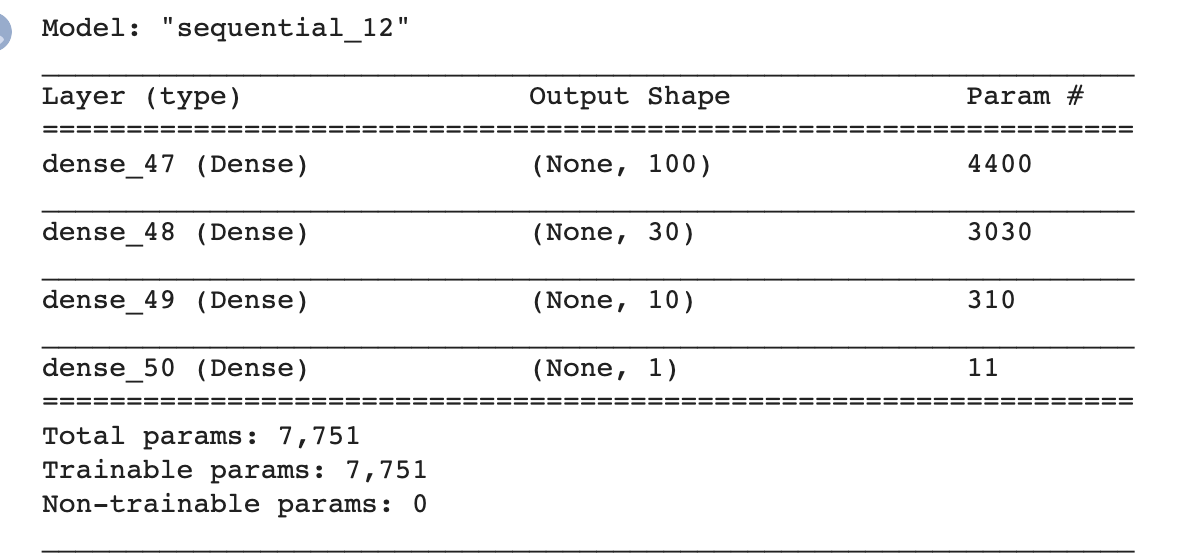 Model: "sequential_12"
Layer (type) Output Shape Param #
=================================================================
dense_47 (Dense) (None, 100) 4400
dense_48 (Dense) (None, 30) 3030
dense_49 (Dense) (None, 10) 310
dense_50 (Dense) (None, 1) 11
=================================================================
Total params: 7,751
Trainable params: 7,751
Non-trainable params: 0